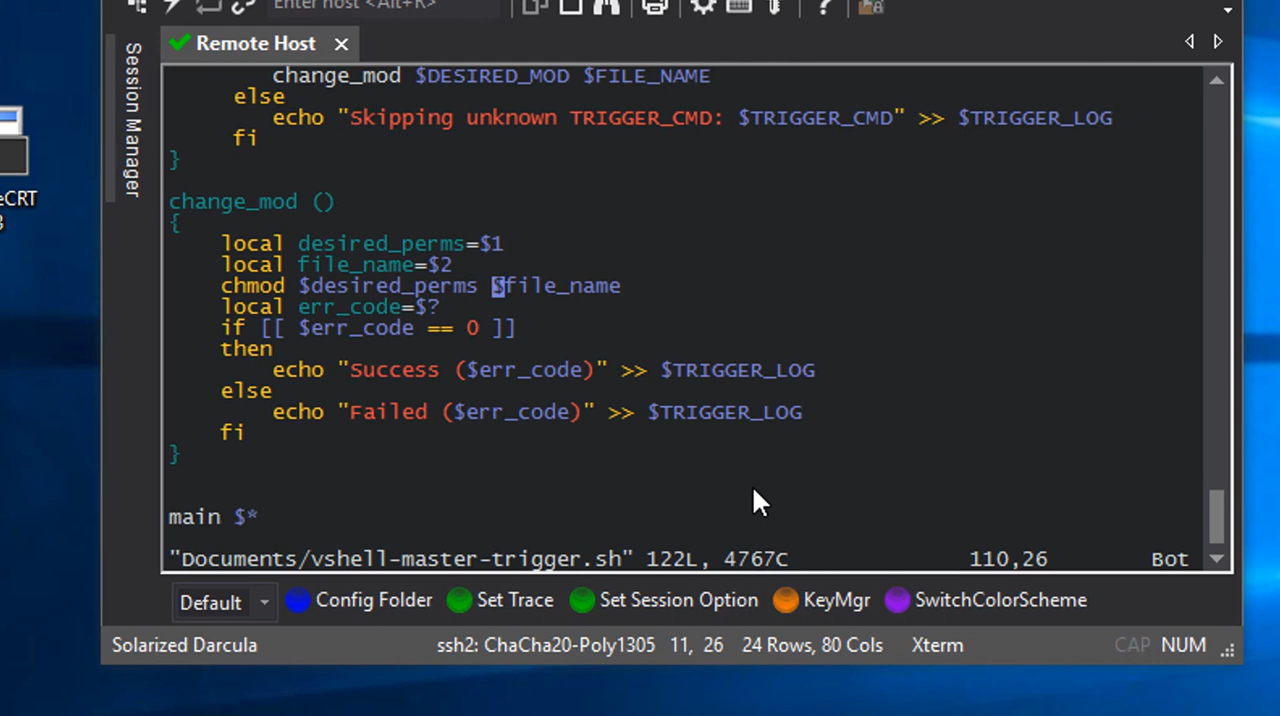 Enter host <Alt+R>
Remote Host
Session Manager
eCRT
change_mod $DESIRED_MOD $FILE_NAME
else
echo "Skipping unknown TRIGGER_CMD: $TRIGGER_CMD" >> $TRIGGER_LOG
fi
}
change_mod ()
{
local desired_perms=$1
local file_name=$2
chmod $desired_perms $file_name
local err_code=$?
if [[ $err_code == 0 ]]
then
echo "Success ($err_code)" >> $TRIGGER_LOG
else
echo "Failed ($err_code)" >> $TRIGGER_LOG
fi
}
main $*
"Documents/vshell-master-trigger.sh" 122L, 4767C 110,26 Bot
Default Config Folder Set Trace Set Session Option KeyMgr SwitchColorScheme
Solarized Darcula ssh2: ChaCha20-Poly1305 11, 26 24 Rows, 80 Cols Xterm CAP NUM